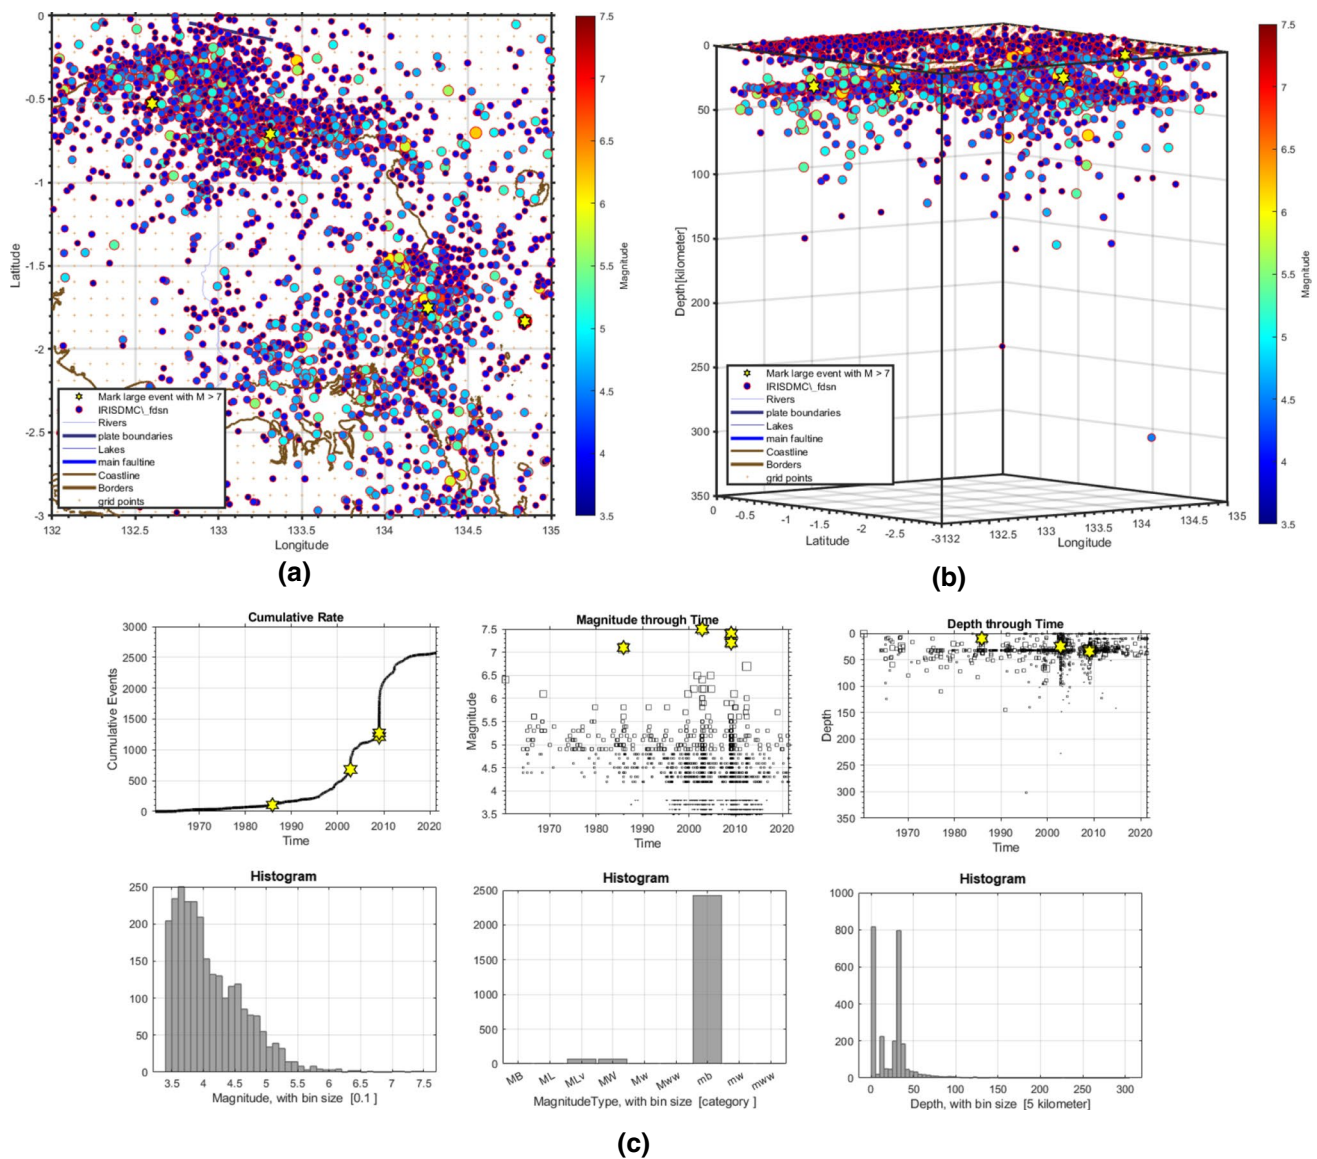 0
-0.5
-1
-1.5
-2
-2.5
-3
Latitude
132
132.5
133
133.5
134
134.5
135
Longitude
Mark large event with M > 7
IRISDMC\_fdsn
Rivers
plate boundaries
Lakes
main faultine
Coastline
Borders
grid points
7.5
7
6.5
6
5.5
5
4.5
4
3.5
Magnitude
(a)
0
50
100
150
200
250
300
350
Depth[kilometer]
Mark large event with M > 7
IRISDMC\_fdsn
Rivers
plate boundaries
Lakes
main faultine
Coastline
Borders
grid points
0
-0.5
-1
-1.5
-2
-2.5
-3132
132.5
133
133.5
134
134.5
135
Latitude
Longitude
7.5
7
6.5
6
5.5
5
4.5
4
3.5
Magnitude
(b)
Cumulative Rate
3000
2500
2000
1500
1000
500
0
Cumulative Events
1970 1980 1990 2000 2010 2020
Time
Magnitude through Time
7.5
7
6.5
6
5.5
5
4.5
4
3.5
Magnitude
1970 1980 1990 2000 2010 2020
Time
Depth through Time
0
50
100
150
200
250
300
350
Depth
1970 1980 1990 2000 2010 2020
Time
Histogram
250
200
150
100
50
0
3.5 4 4.5 5 5.5 6 6.5 7 7.5
Magnitude, with bin size [0.1 ]
Histogram
2500
2000
1500
1000
500
0
MB ML MLv MW Mw Mww mb mw mww
MagnitudeType, with bin size [category ]
Histogram
1000
800
600
400
200
0
0 50 100 150 200 250 300
Depth, with bin size [5 kilometer]
(c)